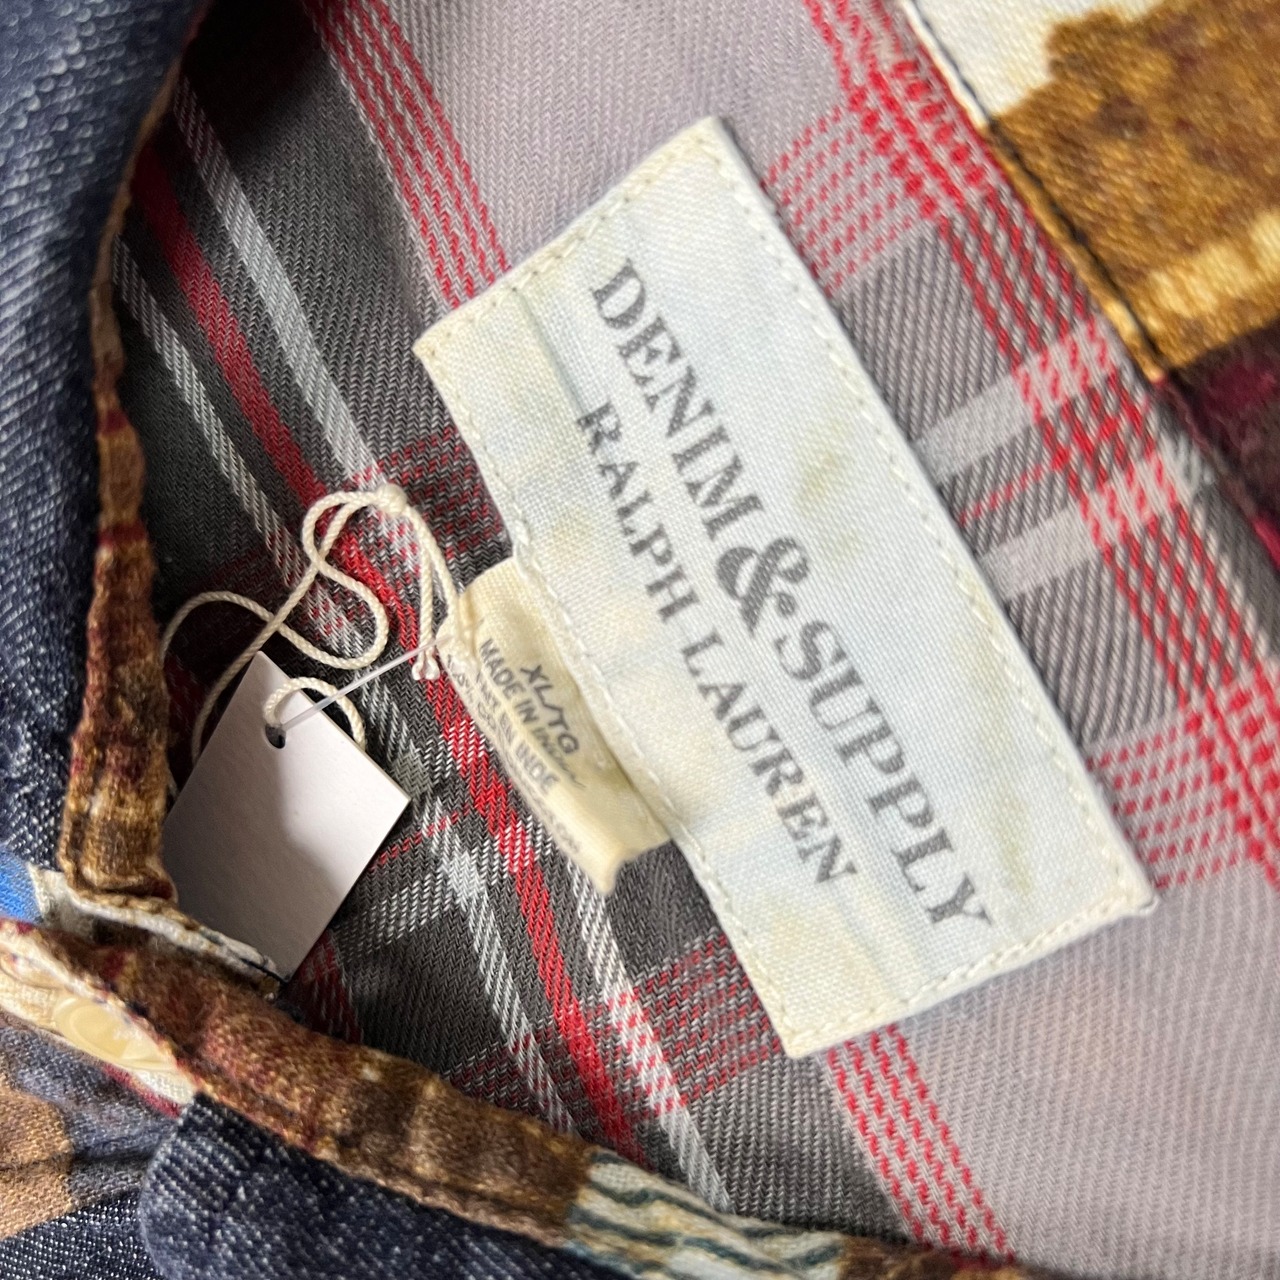 DENIM & SUPPLY
RALPH LAUREN
XL/TG
MADE IN INDIA